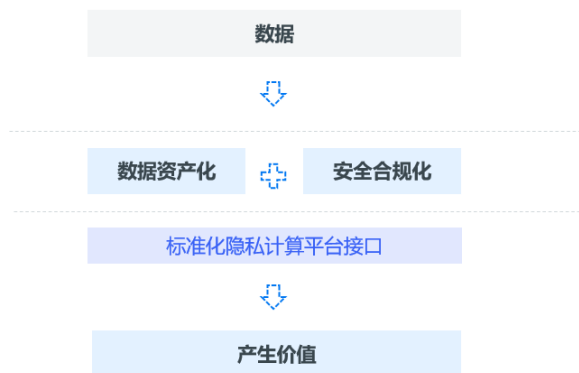 数据
数据资产化 安全合规化
标准化隐私计算平台接口
产生价值